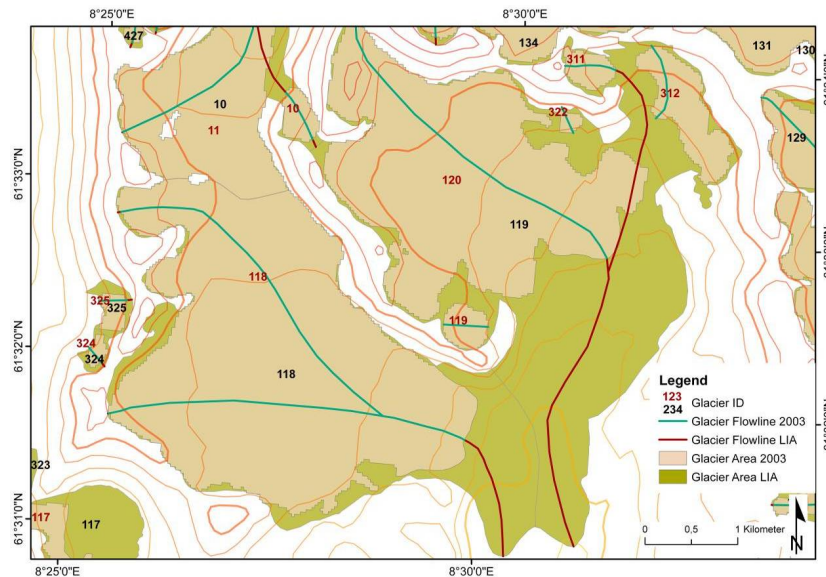 8°25'0"E
8°30'0"E
427
134
131
130
311
10
10
312
11
322
129
61°33'0"N
120
119
118
325
325
119
61°32'0"N
324
324
118
Legend
123
234
Glacier ID
Glacier Flowline 2003
Glacier Flowline LIA
Glacier Area 2003
Glacier Area LIA
323
61°31'0"N
117
117
0
0,5
1 Kilometer
N
8°25'0"E
8°30'0"E